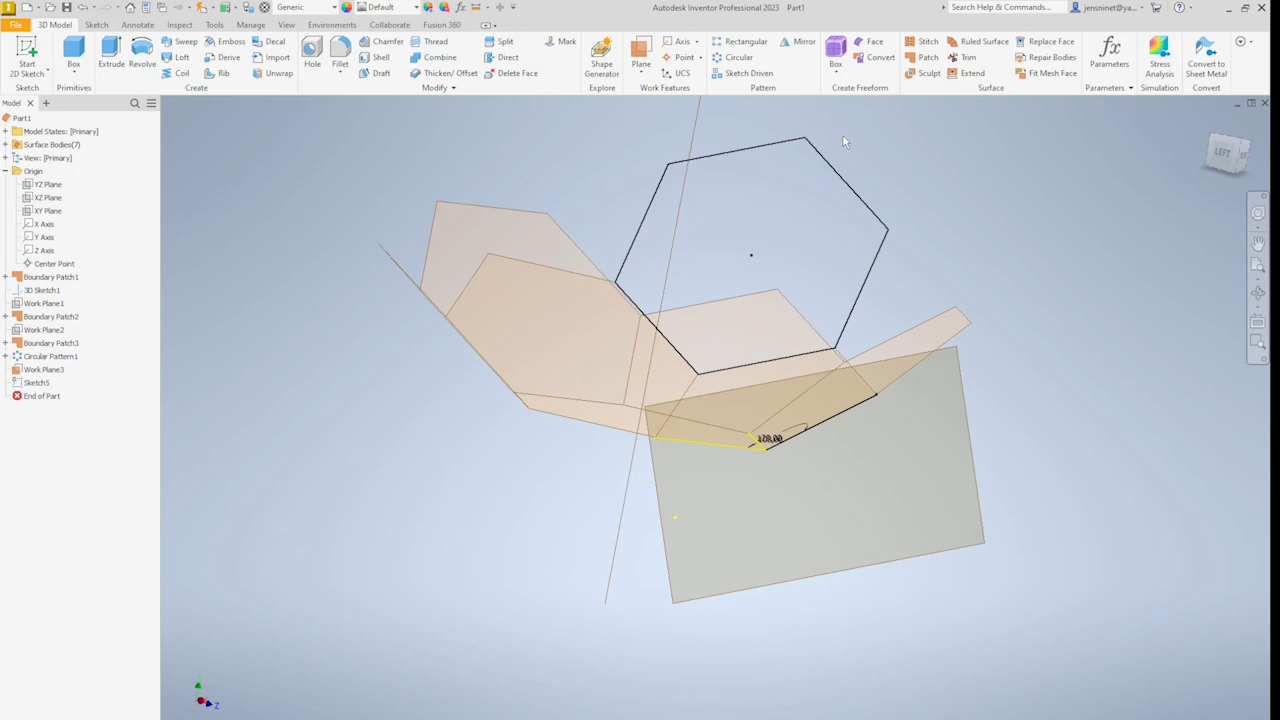 Generic
Default
Autodesk Inventor Professional 2023 Part1
Search Help & Commands...
jensninet@ya...
File
3D Model
Sketch
Annotate
Inspect
Tools
Manage
View
Environments
Collaborate
Fusion 360
Start
2D Sketch
Box
Extrude
Revolve
Sweep
Loft
Coil
Emboss
Derive
Rib
Decal
Import
Unwrap
Hole
Fillet
Chamfer
Shell
Draft
Thread
Combine
Thicken/ Offset
Split
Direct
Delete Face
Mark
Shape
Generator
Plane
Axis
Point
UCS
Rectangular
Circular
Sketch Driven
Mirror
Box
Face
Convert
Stitch
Patch
Sculpt
Ruled Surface
Trim
Extend
Replace Face
Repair Bodies
Fit Mesh Face
fx
Parameters
Stress
Analysis
Convert to
Sheet Metal
Sketch
Primitives
Create
Modify
Explore
Work Features
Pattern
Create Freeform
Surface
Parameters
Simulation
Convert
Model
Part1
Model States: [Primary]
Surface Bodies(7)
View: [Primary]
Origin
YZ Plane
XZ Plane
XY Plane
X Axis
Y Axis
Z Axis
Center Point
Boundary Patch1
3D Sketch1
Work Plane1
Boundary Patch2
Work Plane2
Boundary Patch3
Circular Pattern1
Work Plane3
Sketch5
End of Part
LEFT
Z